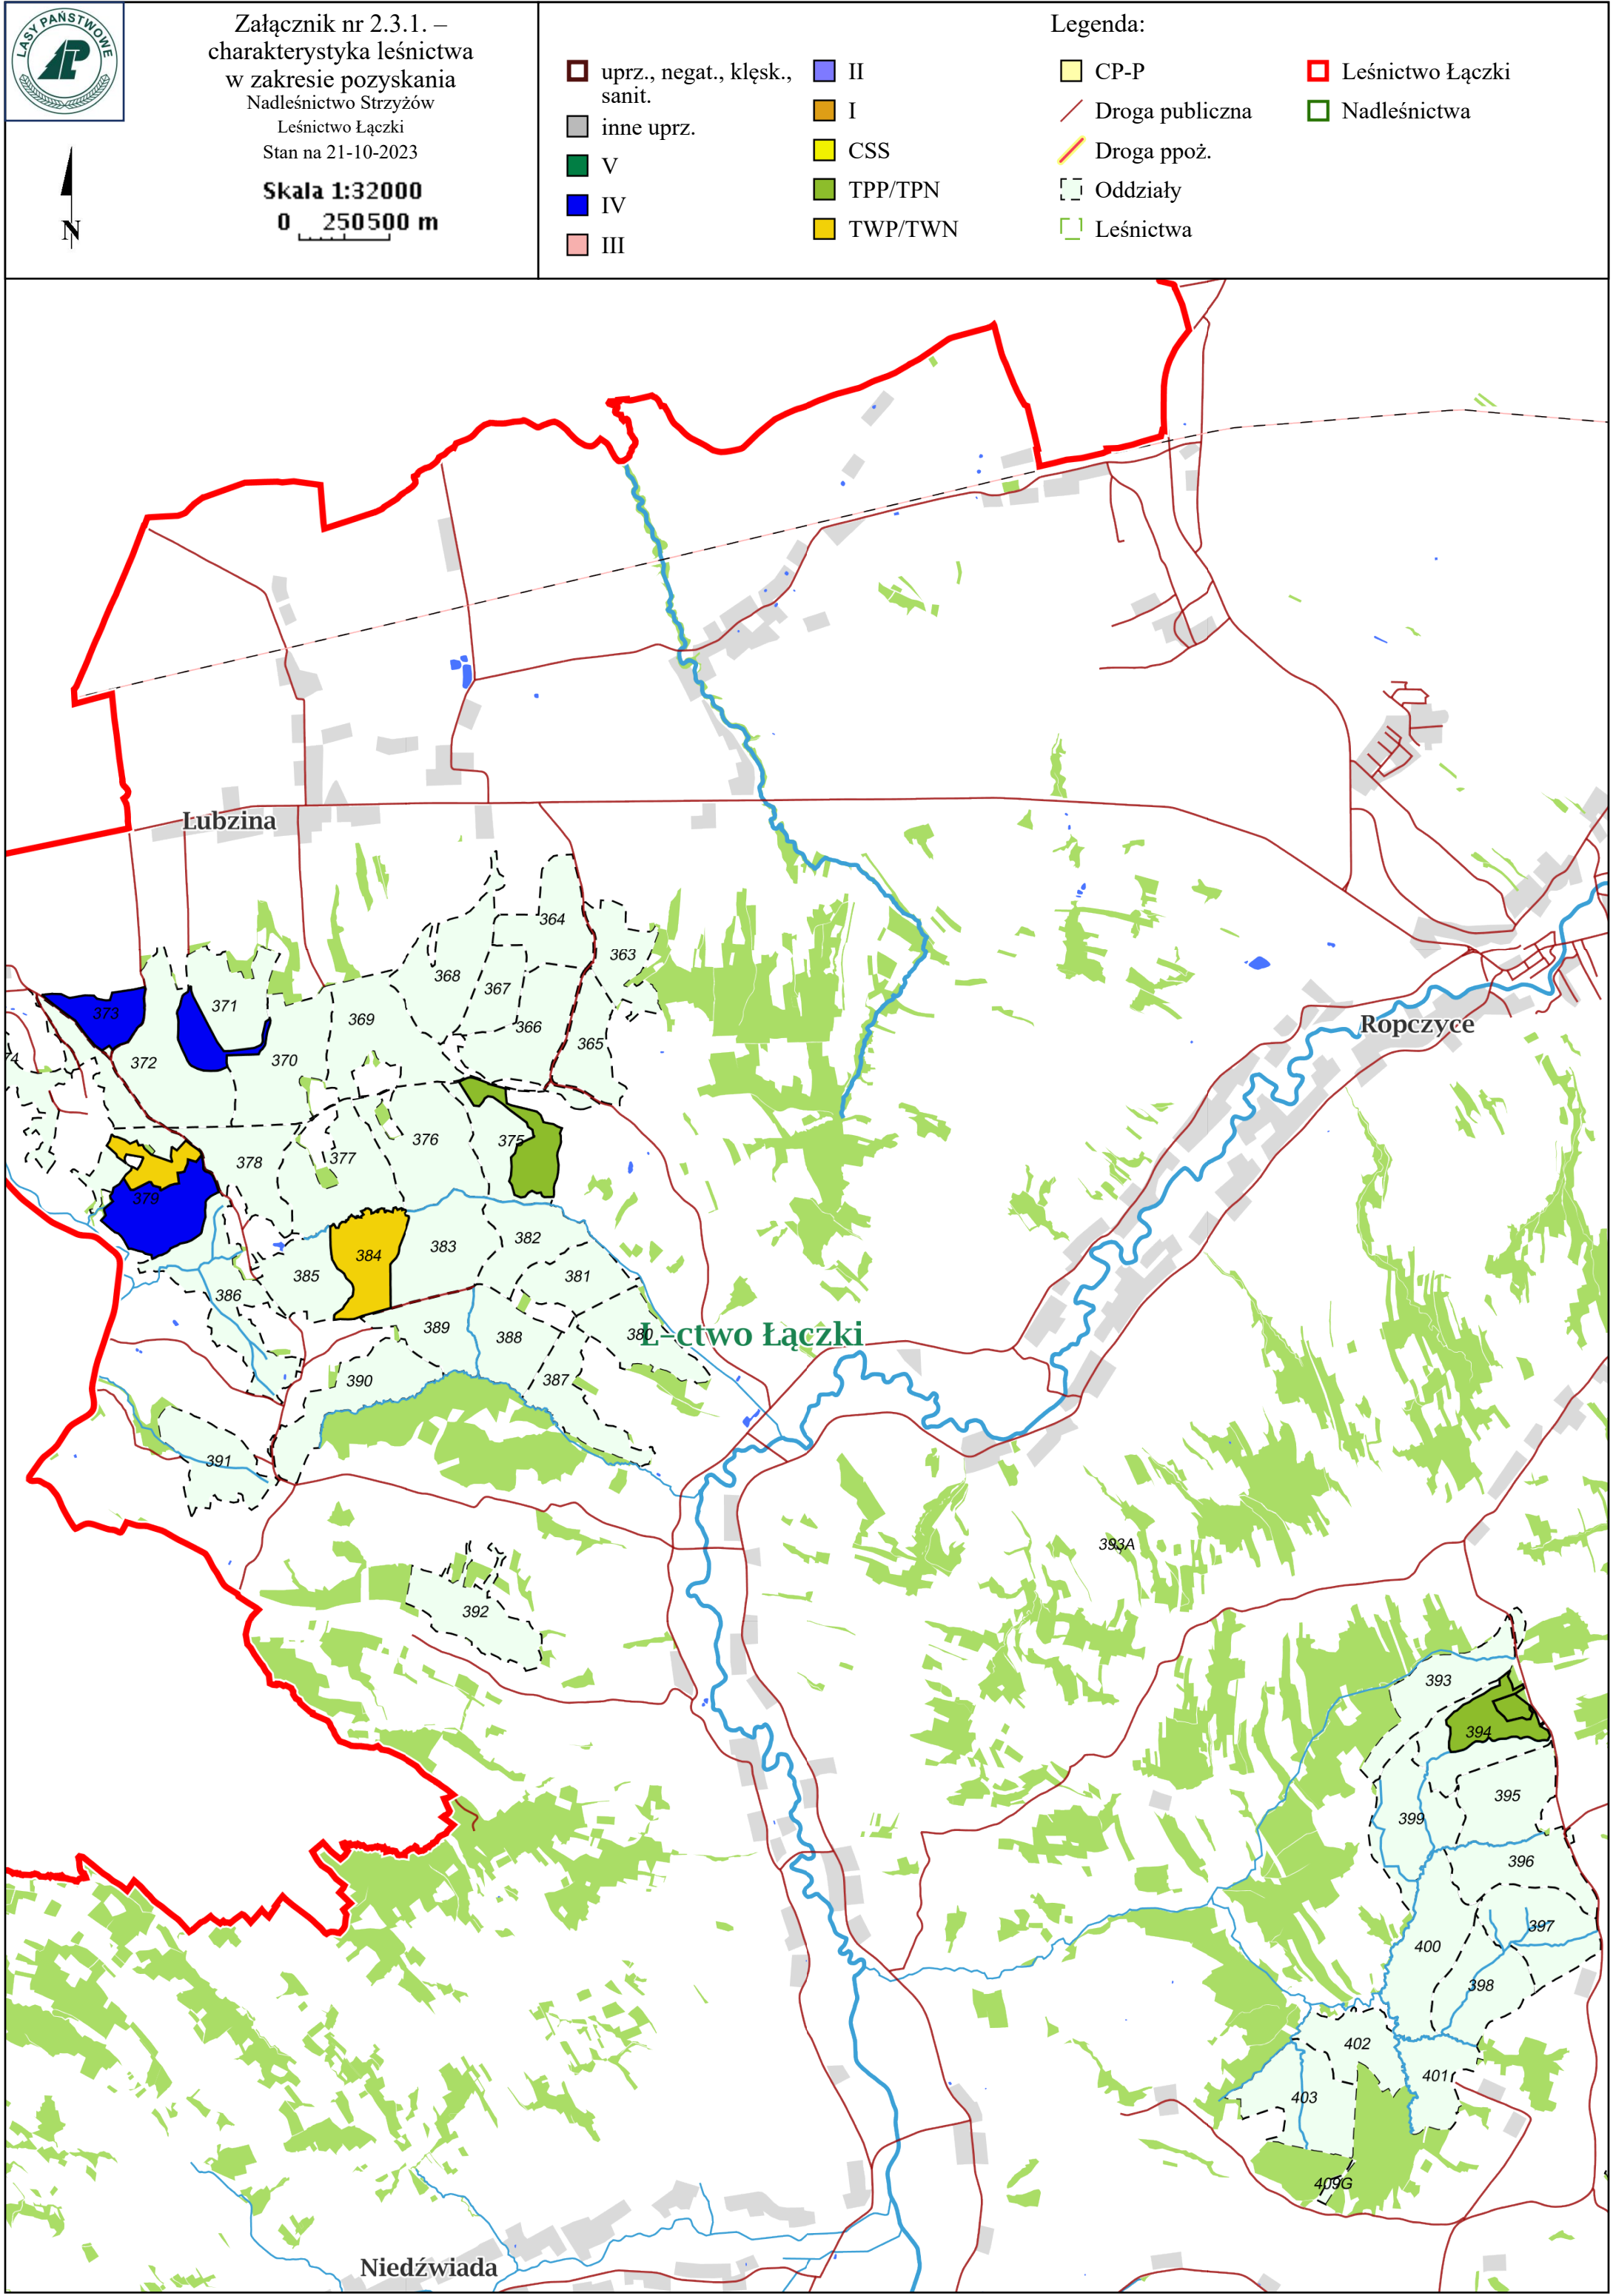 LASY PAŃSTWOWE
Załącznik nr 2.3.1. –
charakterystyka leśnictwa
w zakresie pozyskania
Nadleśnictwo Strzyżów
Leśnictwo Łączki
Stan na 21-10-2023
Skala 1:32000
0 250500 m
N
Legenda:
uprz., negat., klęsk.,
sanit.
inne uprz.
V
IV
III
II
I
CSS
TPP/TPN
TWP/TWN
CP-P
Droga publiczna
Droga ppoż.
Oddziały
Leśnictwa
Leśnictwo Łączki
Nadleśnictwa
Lubzina
364
363
368
367
371
373
369
366
Ropczyce
365
74
372
370
376
375
377
378
379
382
383
384
385
381
386
389
388
380
L-ctwo Łączki
390
387
391
393A
392
393
394
395
399
396
397
400
398
402
401
403
409G
Niedźwiada